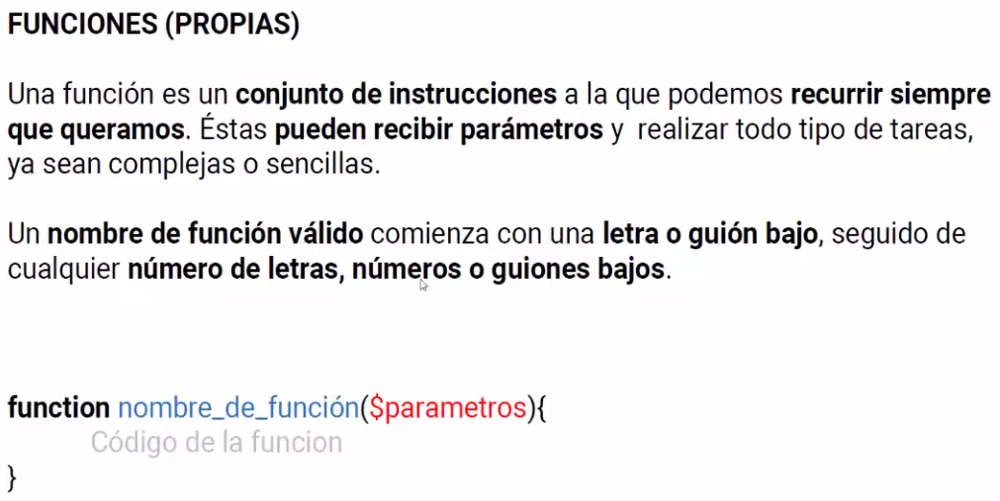 FUNCIONES (PROPIAS)
Una función es un conjunto de instrucciones a la que podemos recurrir siempre
que queramos. Éstas pueden recibir parámetros y realizar todo tipo de tareas,
ya sean complejas o sencillas.
Un nombre de función válido comienza con una letra o guión bajo, seguido de
cualquier número de letras, números o guiones bajos.
function nombre_de_función($parametros){
Código de la funcion
}